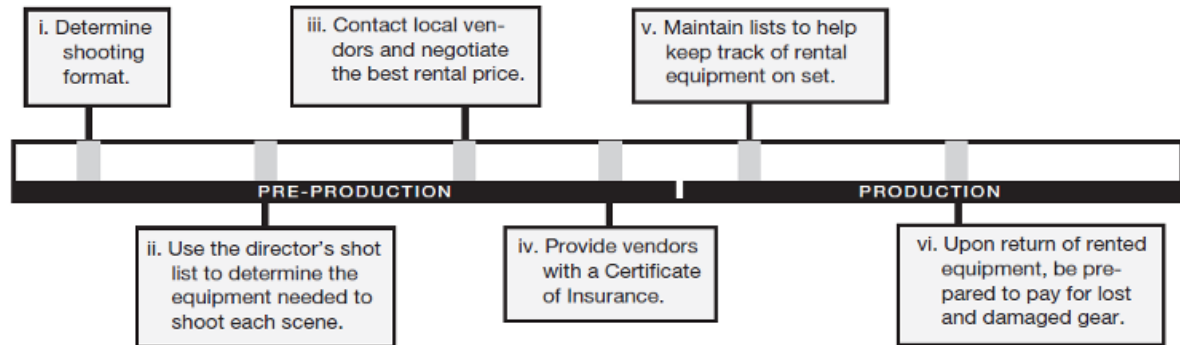 i. Determine
shooting
format.
iii. Contact local ven-
dors and negotiate
the best rental price.
v. Maintain lists to help
keep track of rental
equipment on set.
PRE-PRODUCTION
PRODUCTION
ii. Use the director's shot
list to determine the
equipment needed to
shoot each scene.
iv. Provide vendors
with a Certificate
of Insurance.
vi. Upon return of rented
equipment, be pre-
pared to pay for lost
and damaged gear.